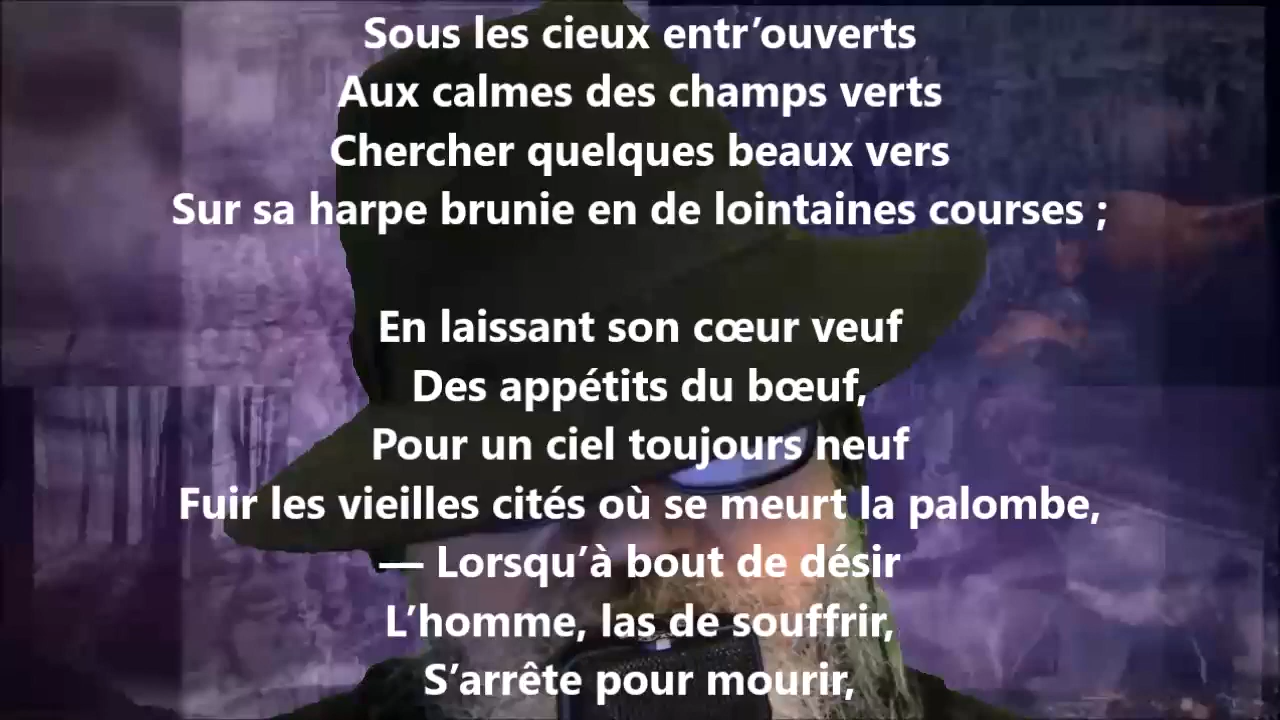 Sous les cieux entr’ouverts
Aux calmes des champs verts
Chercher quelques beaux vers
Sur sa harpe brunie en de lointaines courses ;
En laissant son cœur veuf
Des appétits du bœuf,
Pour un ciel toujours neuf
Fuir les vieilles cités où se meurt la palombe,
— Lorsqu’à bout de désir
L’homme, las de souffrir,
S’arrête pour mourir,